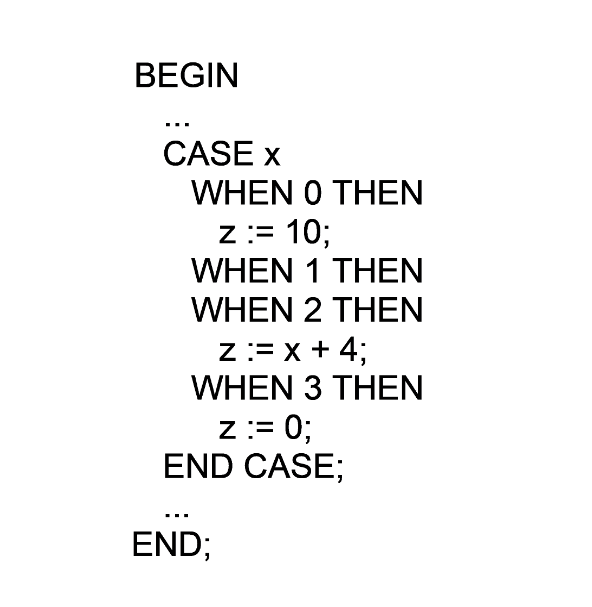 BEGIN
...
CASE x
WHEN 0 THEN
z := 10;
WHEN 1 THEN
WHEN 2 THEN
z := x + 4;
WHEN 3 THEN
z := 0;
END CASE;
...
END;